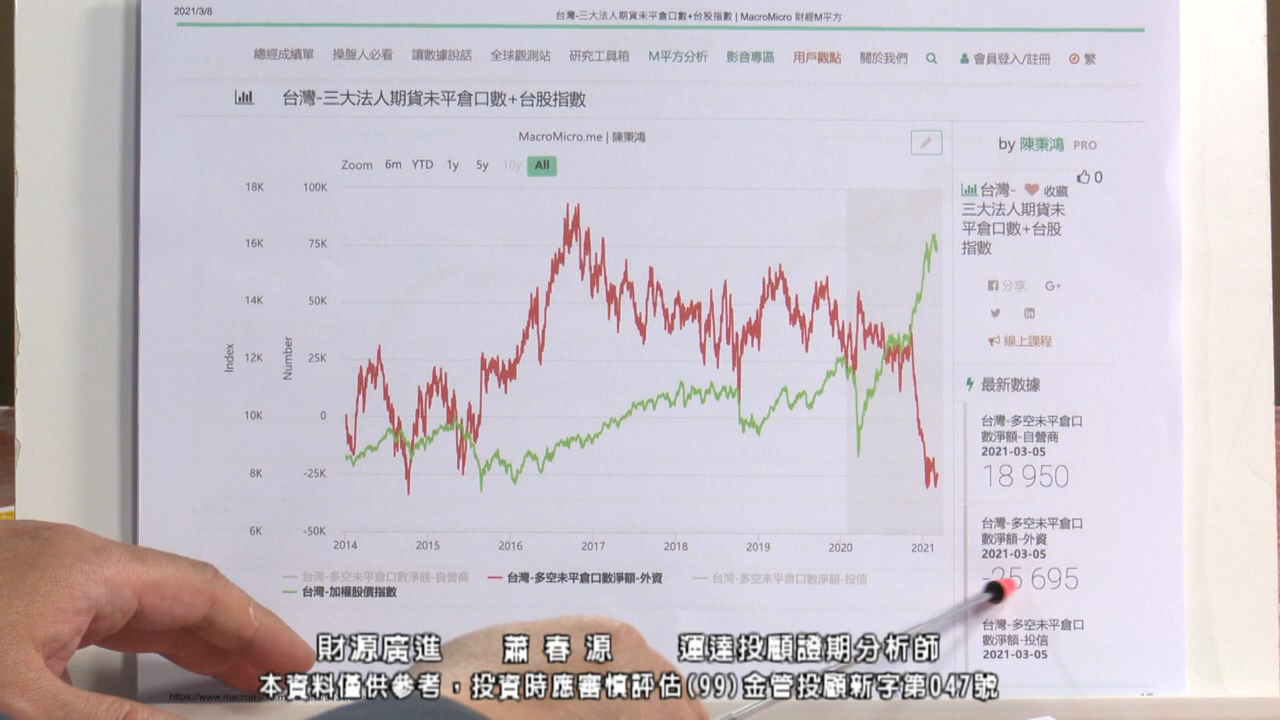 2021/3/8
台灣-三大法人期貨未平倉口數+台股指數 | MacroMicro 財經M平方
總經成績單 操盤人必看 讓數據說話 全球觀測站 研究工具箱 M平方分析 影音專區 用戶觀點 關於我們 會員登入/註冊 繁
台灣-三大法人期貨未平倉口數+台股指數
MacroMicro.me | 陳秉鴻
by 陳秉鴻 PRO
Zoom 6m YTD 1y 5y 10y All
0
台灣-
收藏
三大法人期貨未
平倉口數+台股
指數
分享 G+
線上課程
最新數據
台灣-多空未平倉口
數淨額-自營商
2021-03-05
18 950
台灣-多空未平倉口
數淨額-外資
2021-03-05
-25 695
台灣-多空未平倉口
數淨額-投信
2021-03-05
18K 100K
16K 75K
14K 50K
12K 25K
10K 0
8K -25K
6K -50K
Index
Number
2014 2015 2016 2017 2018 2019 2020 2021
台灣-多空未平倉口數淨額-自營商 台灣-多空未平倉口數淨額-外資 台灣-多空未平倉口數淨額-投信
台灣-加權股價指數
財源廣進 蕭春源 運達投顧證期分析師
本資料僅供參考，投資時應審慎評估(99)金管投顧新字第047號